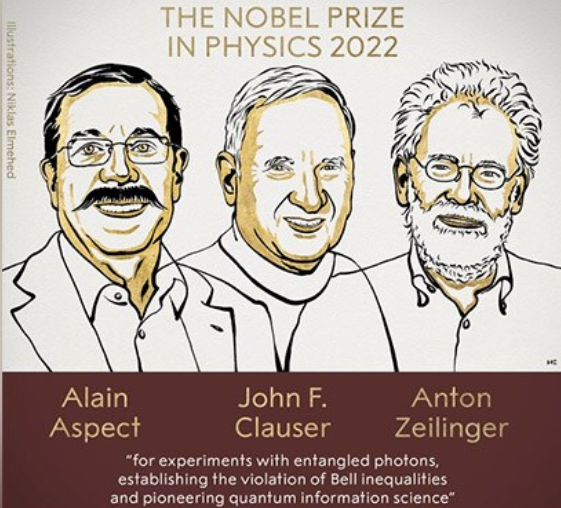 THE NOBEL PRIZE
IN PHYSICS 2022
Illustrations: Niklas Elmehed
Alain
Aspect
John F.
Clauser
Anton
Zeilinger
“for experiments with entangled photons,
establishing the violation of Bell inequalities
and pioneering quantum information science”